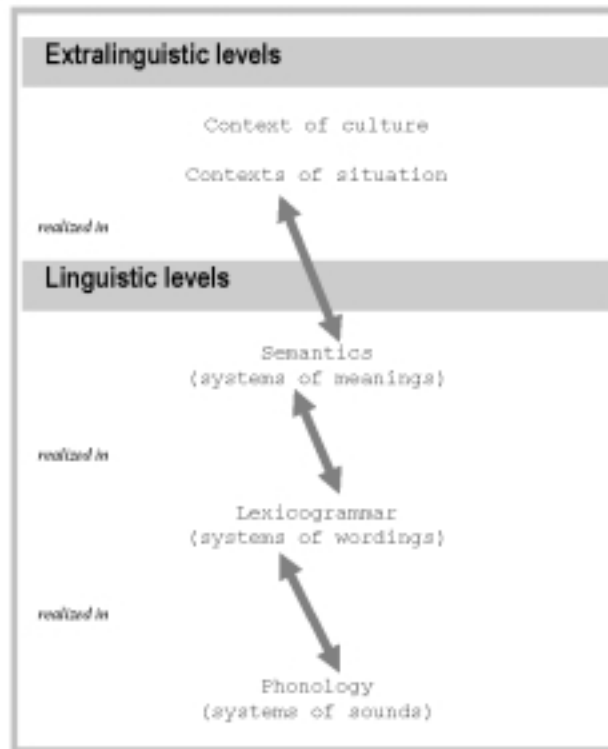 Extralinguistic levels
Context of culture
Contexts of situation
realized in
Linguistic levels
Semantics
(systems of meanings)
realized in
Lexicogrammar
(systems of wordings)
realized in
Phonology
(systems of sounds)